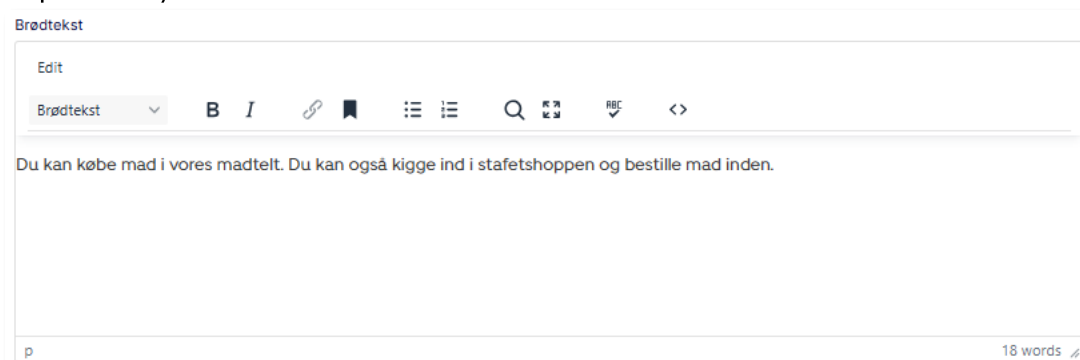 Brødtekst
Edit
Brødtekst B I ABC <>
Du kan købe mad i vores madtelt. Du kan også kigge ind i stafetshoppen og bestille mad inden.
p 18 words